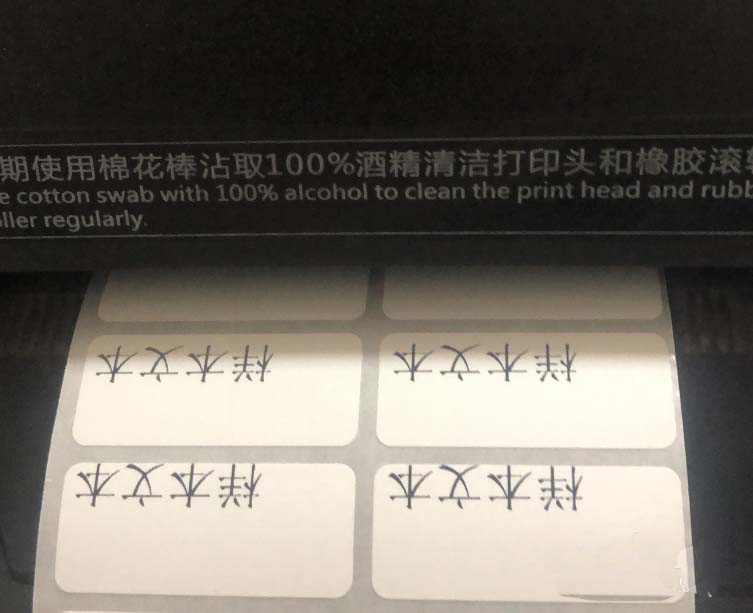 期使用棉花棒沾取100%酒精清洁打印头和橡胶滚
e cotton swab with 100% alcohol to clean the print head and rubb
ller regularly.
样本文本
样本文本
样本文本
样本文本